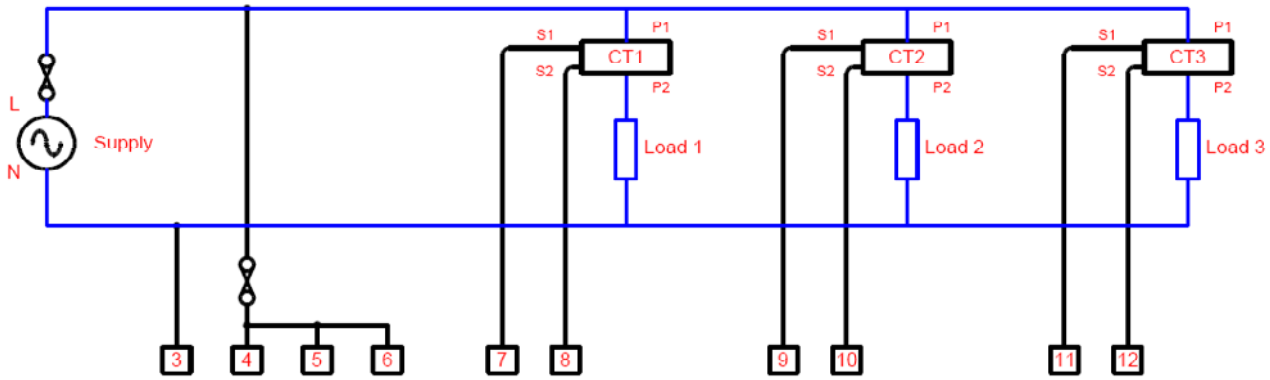 P1 P1 P1
S1 S1 S1
CT1 CT2 CT3
S2 S2 S2
P2 P2 P2
L
Supply
Load 1 Load 2 Load 3
N
3 4 5 6 7 8 9 10 11 12